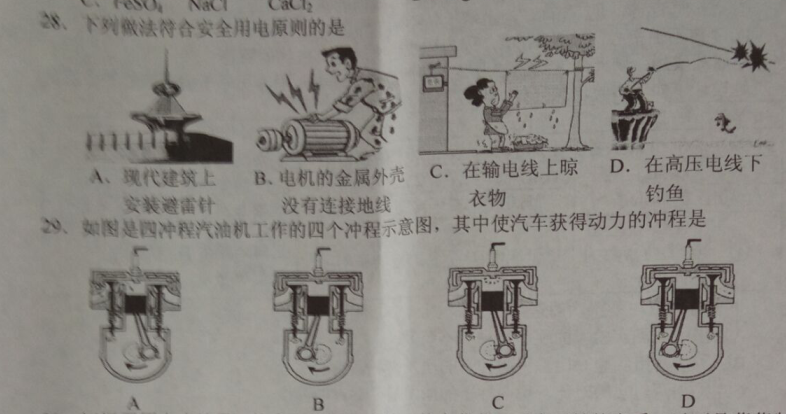 C. FeSO₄ NaCl CaCl₂
28、下列做法符合安全用电原则的是
A、现代建筑上 B、电机的金属外壳 C. 在输电线上晾 D. 在高压电线下
安装避雷针 没有连接地线 衣物 钓鱼
29、如图是四冲程汽油机工作的四个冲程示意图，其中使汽车获得动力的冲程是
A B C D